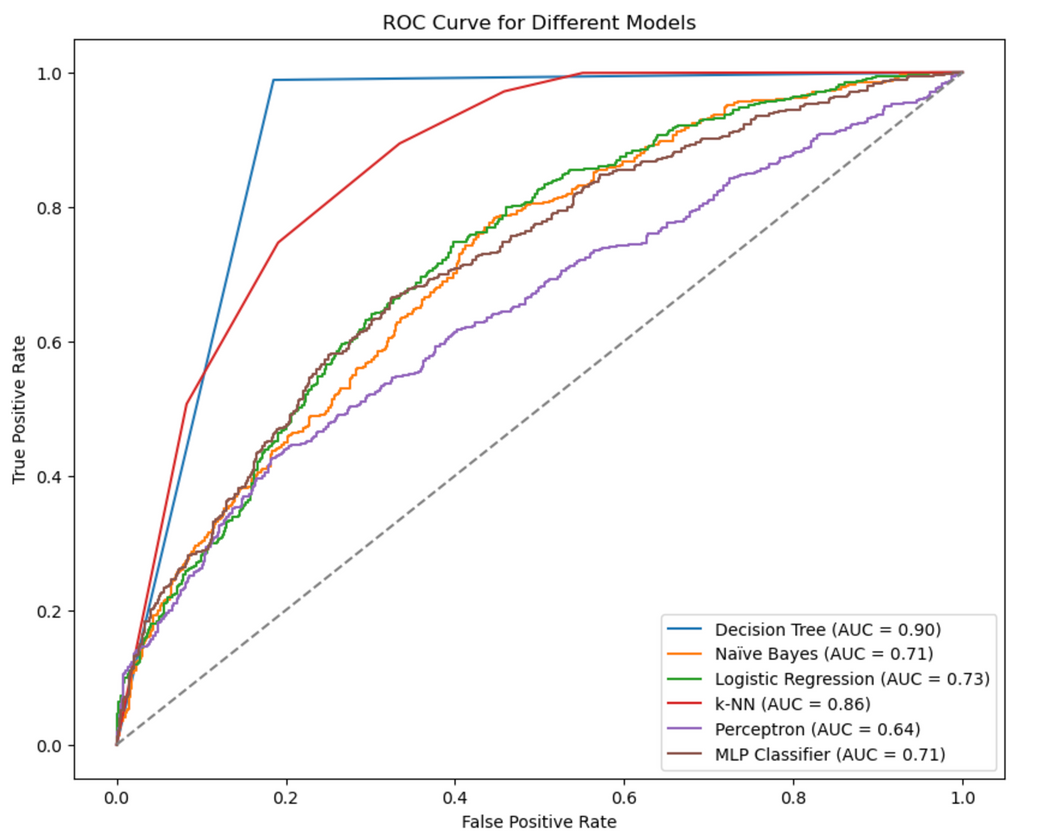 ROC Curve for Different Models
1.0
0.8
0.6
0.4
0.2
0.0
True Positive Rate
0.0 0.2 0.4 0.6 0.8 1.0
False Positive Rate
Decision Tree (AUC = 0.90)
Naïve Bayes (AUC = 0.71)
Logistic Regression (AUC = 0.73)
k-NN (AUC = 0.86)
Perceptron (AUC = 0.64)
MLP Classifier (AUC = 0.71)